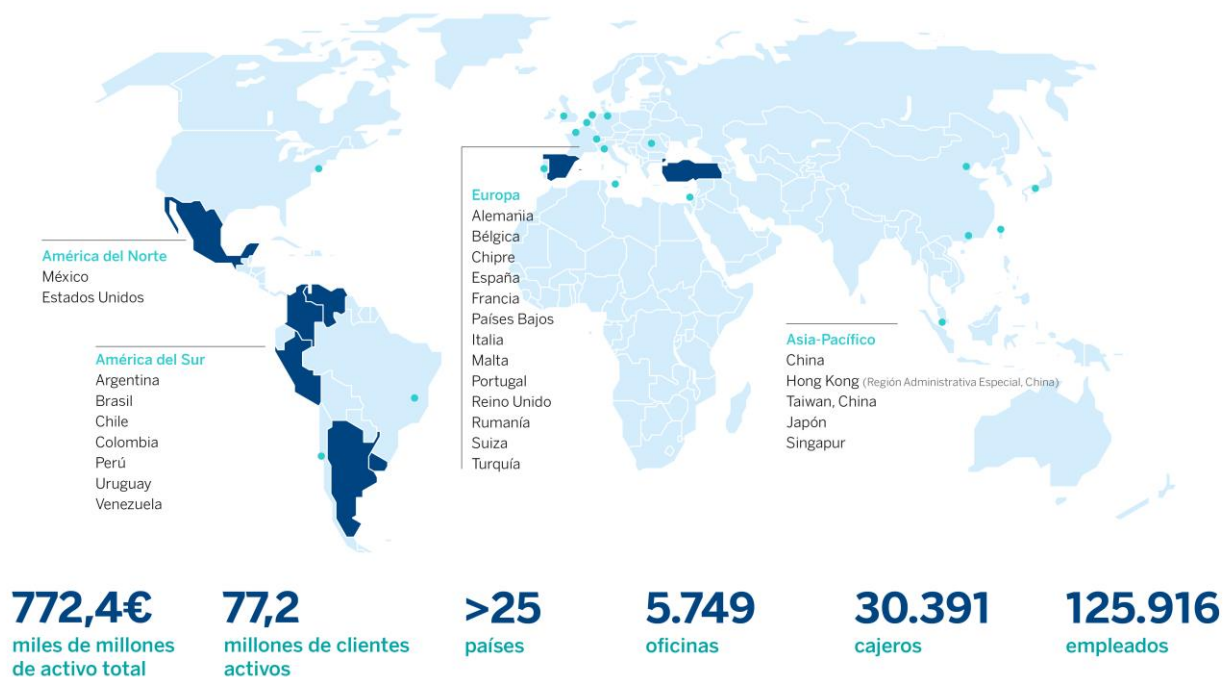 América del Norte
México
Estados Unidos
América del Sur
Argentina
Brasil
Chile
Colombia
Perú
Uruguay
Venezuela
Europa
Alemania
Bélgica
Chipre
España
Francia
Países Bajos
Italia
Malta
Portugal
Reino Unido
Rumanía
Suiza
Turquía
Asia-Pacífico
China
Hong Kong (Región Administrativa Especial, China)
Taiwan, China
Japón
Singapur
772,4€
miles de millones
de activo total
77,2
millones de clientes
activos
>25
países
5.749
oficinas
30.391
cajeros
125.916
empleados